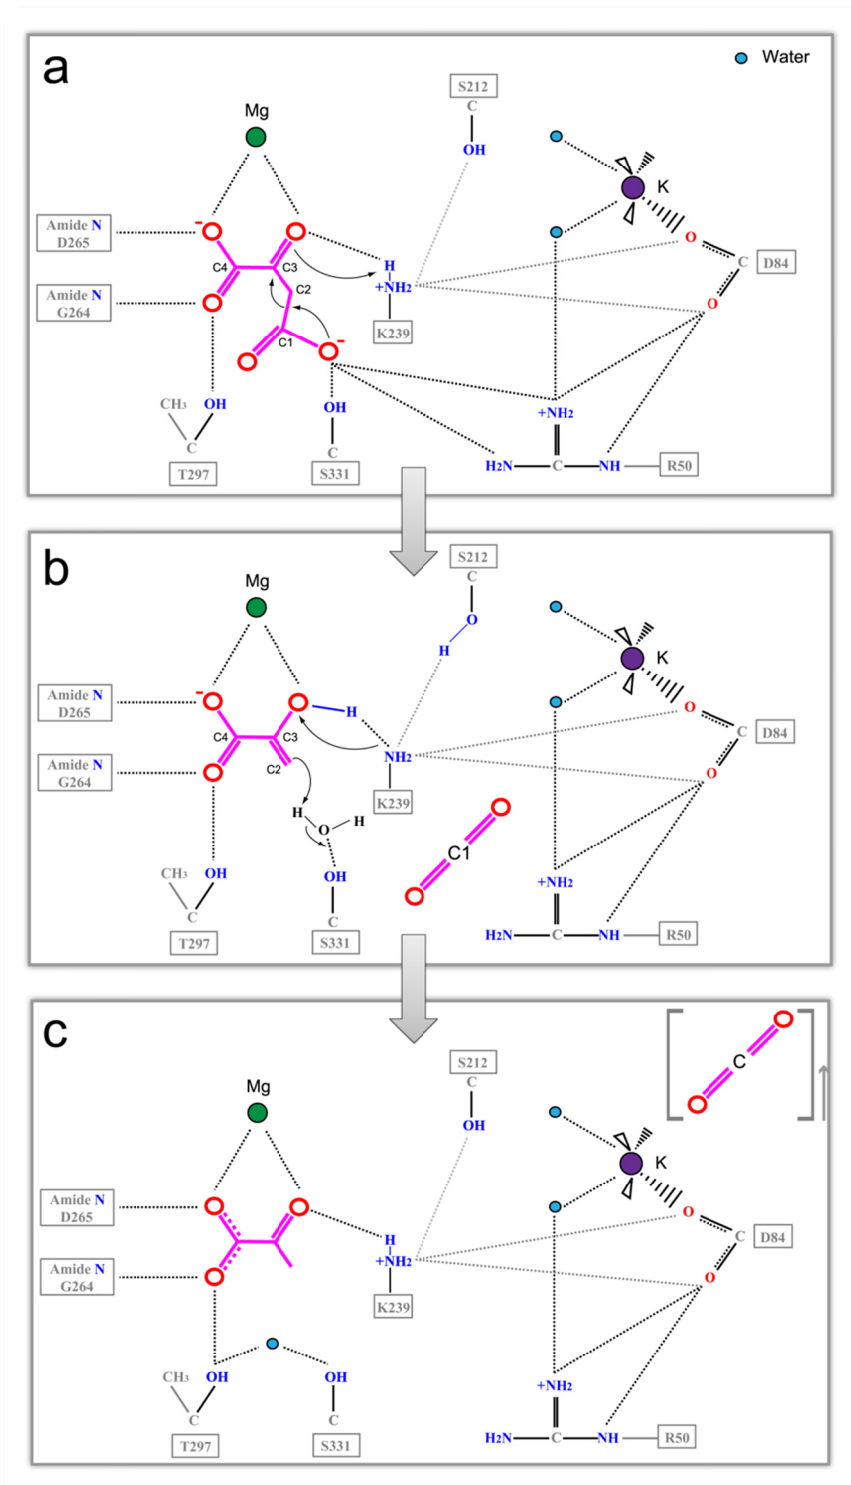 a
Water
Mg
S212
C
OH
K
Amide N
D265
-
O
O
H
O
C
D84
C4
C3
C2
+NH2
Amide N
G264
O
O
K239
C1
O
O
-
CH3
OH
OH
+NH2
C
C
H2N
C
NH
R50
T297
S331
b
Mg
S212
C
O
H
K
Amide N
D265
-
O
O
H
O
C
D84
C4
C3
C2
NH2
Amide N
G264
O
O
K239
H
O
H
O
C1
O
CH3
OH
OH
+NH2
C
C
H2N
C
NH
R50
T297
S331
c
O
C
O
Mg
S212
C
OH
K
Amide N
D265
O
O
H
O
C
D84
+NH2
Amide N
G264
O
O
K239
CH3
OH
OH
+NH2
C
C
H2N
C
NH
R50
T297
S331